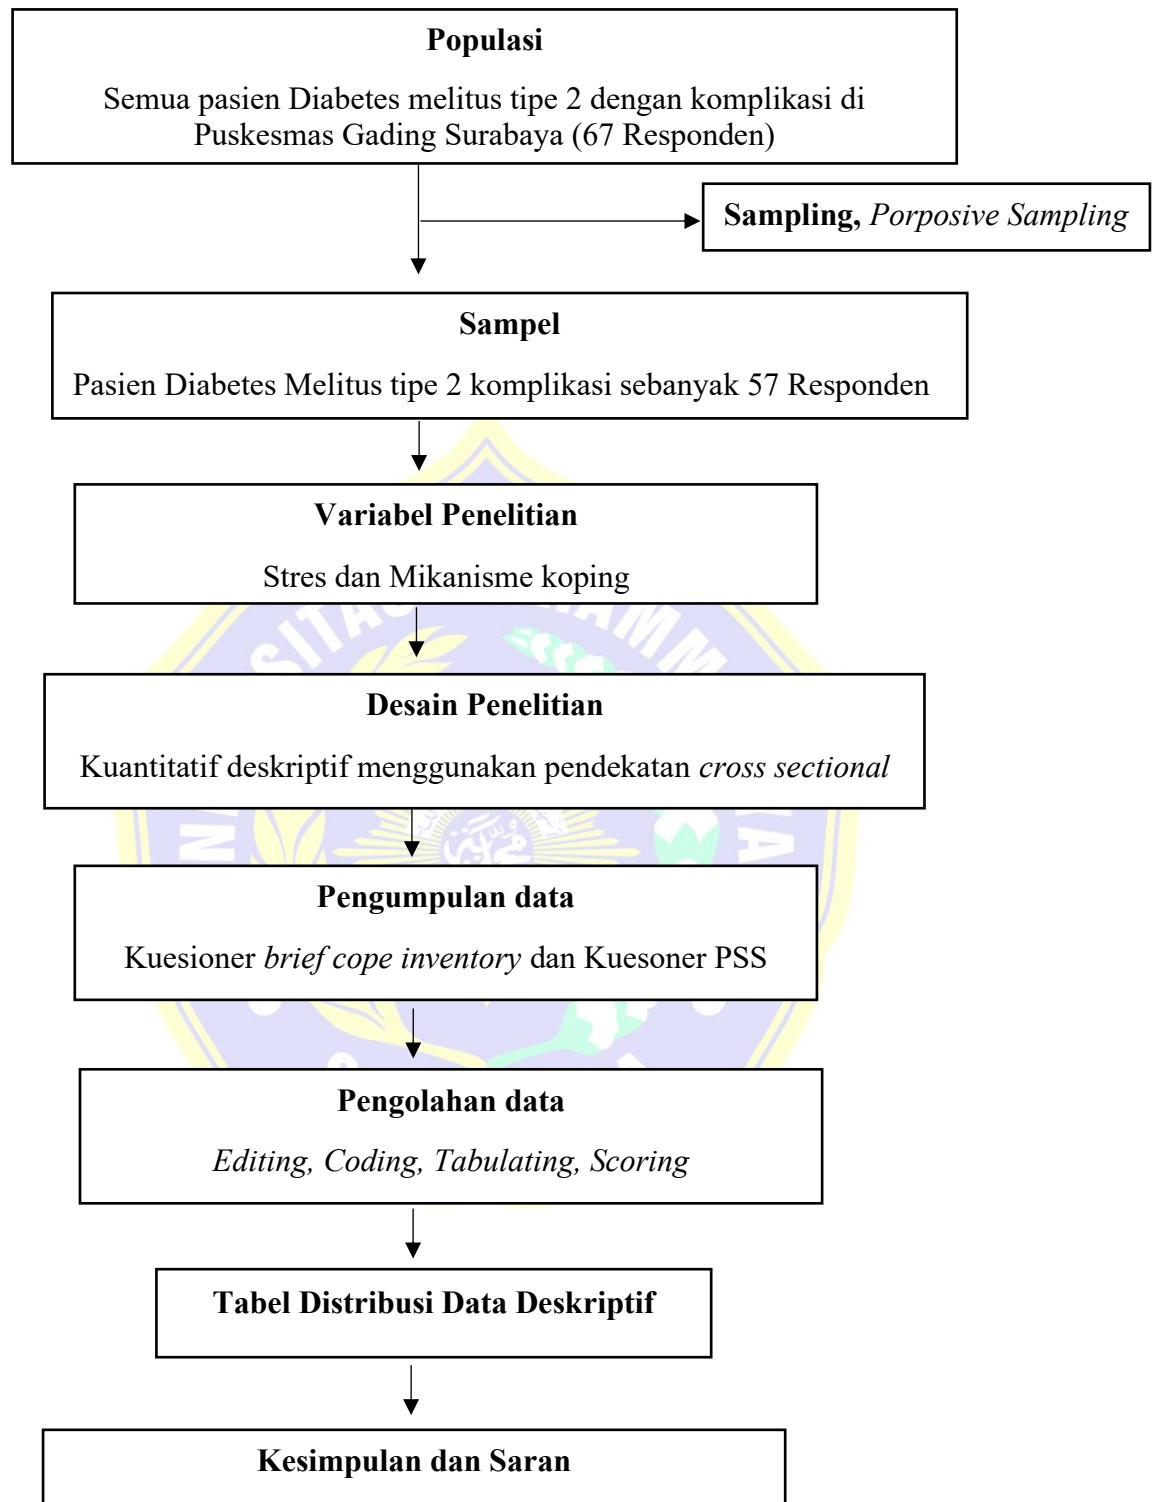 Populasi
Semua pasien Diabetes melitus tipe 2 dengan komplikasi di
Puskesmas Gading Surabaya (67 Responden)
Sampling, Porposive Sampling
Sampel
Pasien Diabetes Melitus tipe 2 komplikasi sebanyak 57 Responden
Variabel Penelitian
Stres dan Mikanisme koping
Desain Penelitian
Kuantitatif deskriptif menggunakan pendekatan cross sectional
Pengumpulan data
Kuesioner brief cope inventory dan Kuesoner PSS
Pengolahan data
Editing, Coding, Tabulating, Scoring
Tabel Distribusi Data Deskriptif
Kesimpulan dan Saran